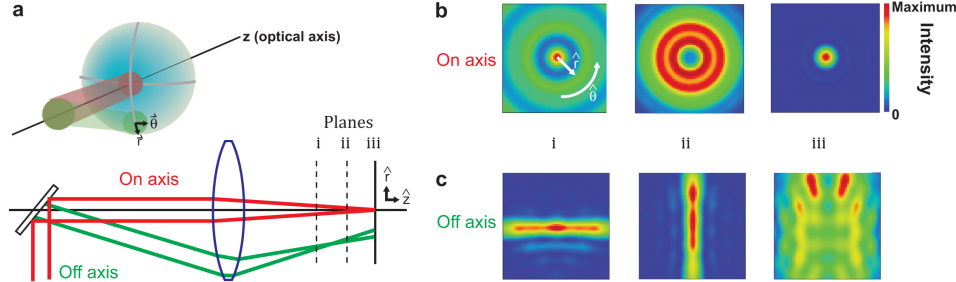 a
z (optical axis)
θ⃗
r⃗
Planes
i
ii
iii
On axis
r̂
ẑ
Off axis
b
On axis
r̂
θ̂
Maximum
Intensity
0
i
ii
iii
c
Off axis